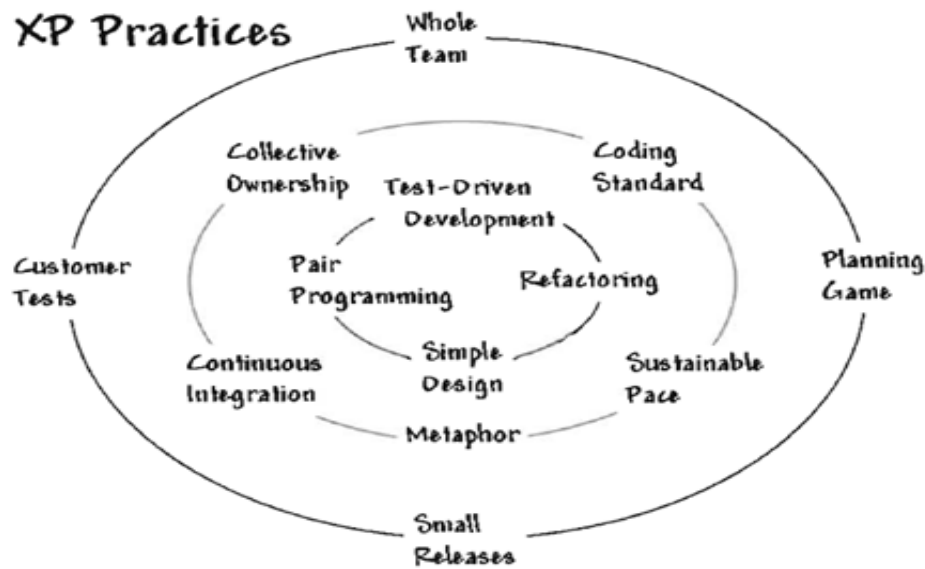 XP Practices
Whole
Team
Collective
Ownership
Coding
Standard
Test-Driven
Development
Customer
Tests
Pair
Programming
Refactoring
Planning
Game
Continuous
Integration
Simple
Design
Sustainable
Pace
Metaphor
Small
Releases